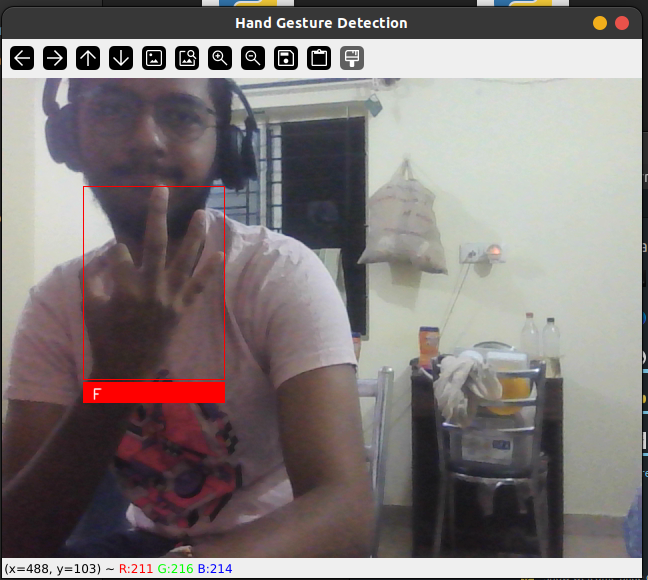 Hand Gesture Detection
F
(x=488, y=103) ~ R:211 G:216 B:214